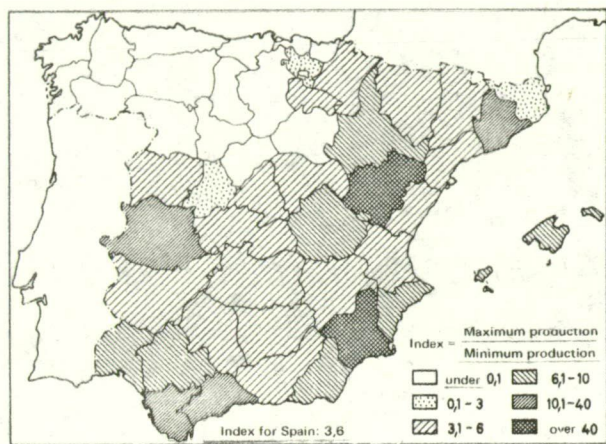 Index = Maximum production
Minimum production
under 0,1
0,1 – 3
3,1 – 6
6,1 – 10
10,1 – 40
over 40
Index for Spain: 3,6